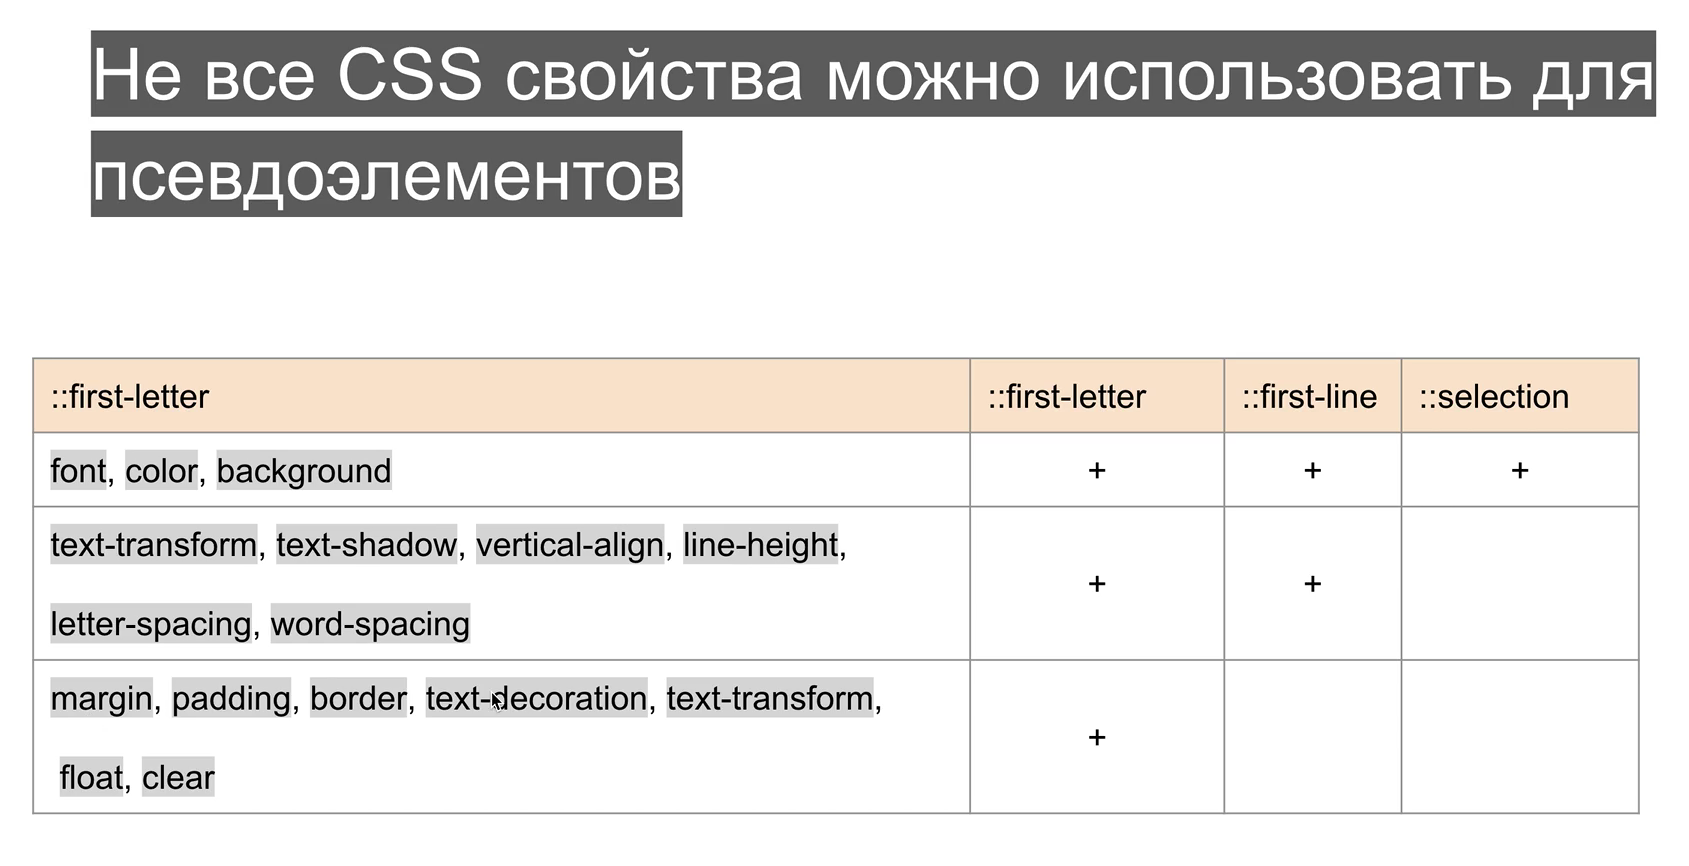 Не все CSS свойства можно использовать для
псевдоэлементов
::first-letter ::first-letter ::first-line ::selection
font, color, background + + +
text-transform, text-shadow, vertical-align, line-height,
letter-spacing, word-spacing + +
margin, padding, border, text-decoration, text-transform,
float, clear +